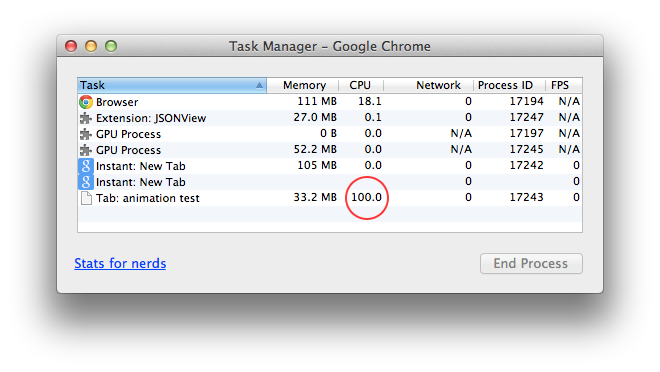 Task Manager – Google Chrome
Task Memory CPU Network Process ID FPS
Browser 111 MB 18.1 0 17194 N/A
Extension: JSONView 27.0 MB 0.1 0 17247 N/A
GPU Process 0 B 0.0 N/A 17197 N/A
GPU Process 52.2 MB 0.0 N/A 17245 N/A
Instant: New Tab 105 MB 0.0 0 17242 0
Instant: New Tab 0 0
Tab: animation test 33.2 MB 100.0 0 17243 0
Stats for nerds End Process